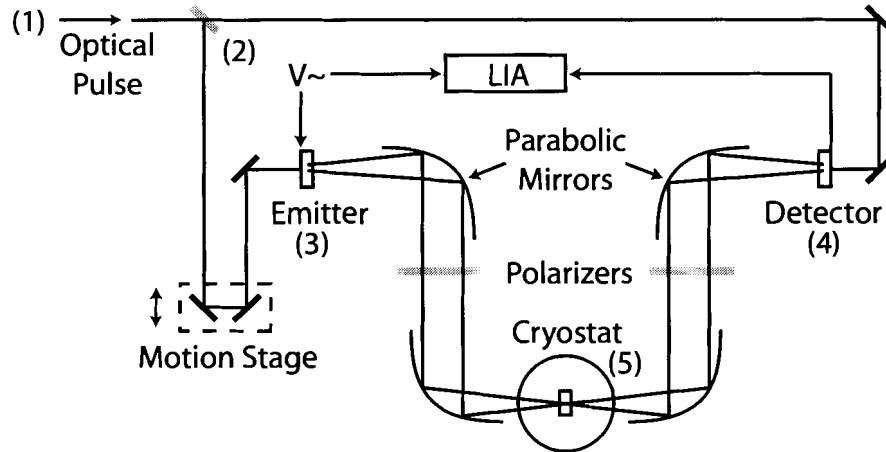 (1)
Optical
Pulse
(2)
V~
LIA
Parabolic
Mirrors
Emitter
(3)
Detector
(4)
Polarizers
Motion Stage
Cryostat
(5)